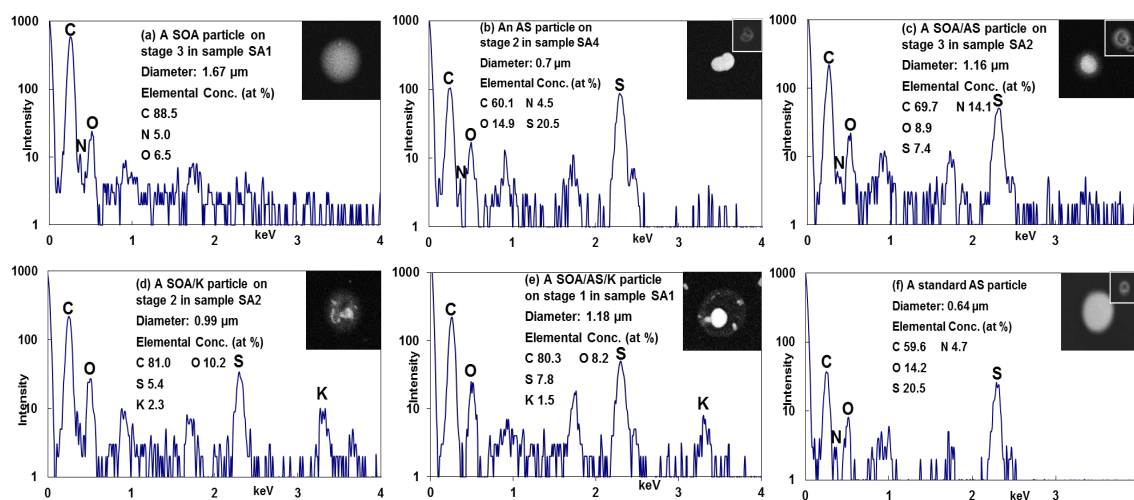 (a) A SOA particle on
stage 3 in sample SA1
Diameter: 1.67 µm
Elemental Conc. (at %)
C 88.5
N 5.0
O 6.5
C
N
O
Intensity
1000
100
10
1
0
1
2
3
4
keV
(b) An AS particle on
stage 2 in sample SA4
Diameter: 0.7 µm
Elemental Conc. (at %)
C 60.1 N 4.5
O 14.9 S 20.5
C
N
O
S
Intensity
1000
100
10
1
0
1
2
3
keV
(c) A SOA/AS particle on
stage 3 in sample SA2
Diameter: 1.16 µm
Elemental Conc. (at %)
C 69.7 N 14.1
O 8.9
S 7.4
C
N
O
S
Intensity
1000
100
10
1
0
1
2
3
keV
(d) A SOA/K particle on
stage 2 in sample SA2
Diameter: 0.99 µm
Elemental Conc. (at %)
C 81.0 O 10.2
S 5.4
K 2.3
C
O
S
K
Intensity
1000
100
10
1
0
1
2
3
4
keV
(e) A SOA/AS/K particle
on stage 1 in sample SA1
Diameter: 1.18 µm
Elemental Conc. (at %)
C 80.3 O 8.2
S 7.8
K 1.5
C
O
S
K
Intensity
1000
100
10
1
0
1
2
3
4
keV
(f) A standard AS particle
Diameter: 0.64 µm
Elemental Conc. (at %)
C 59.6 N 4.7
O 14.2
S 20.5
C
N
O
S
Intensity
1000
100
10
1
0
1
2
3
keV